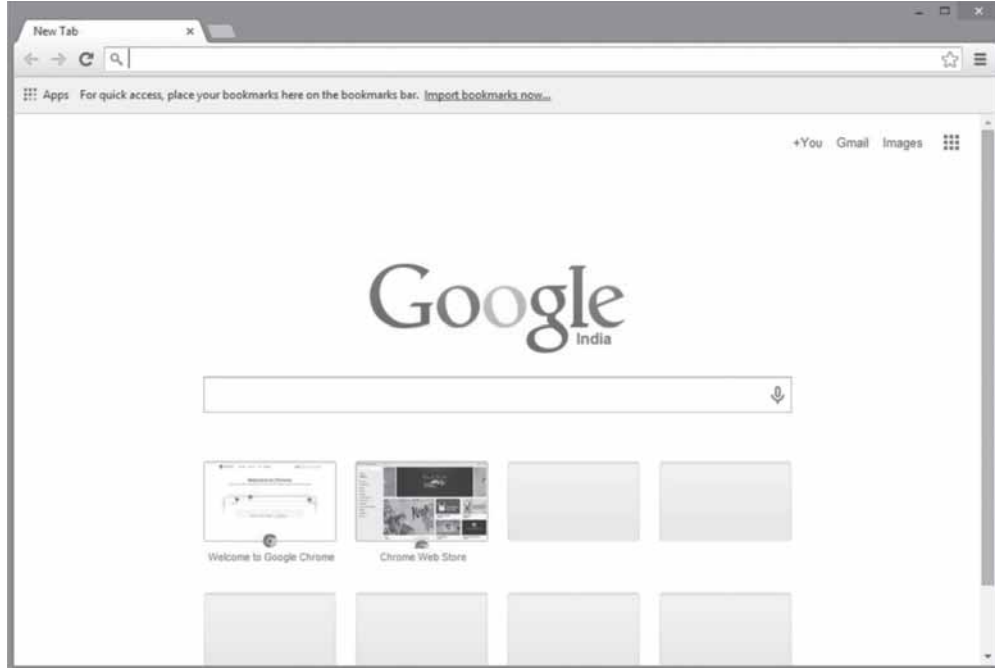 New Tab
Apps For quick access, place your bookmarks here on the bookmarks bar. Import bookmarks now...
+You Gmail Images
Google
India
Welcome to Google Chrome Chrome Web Store